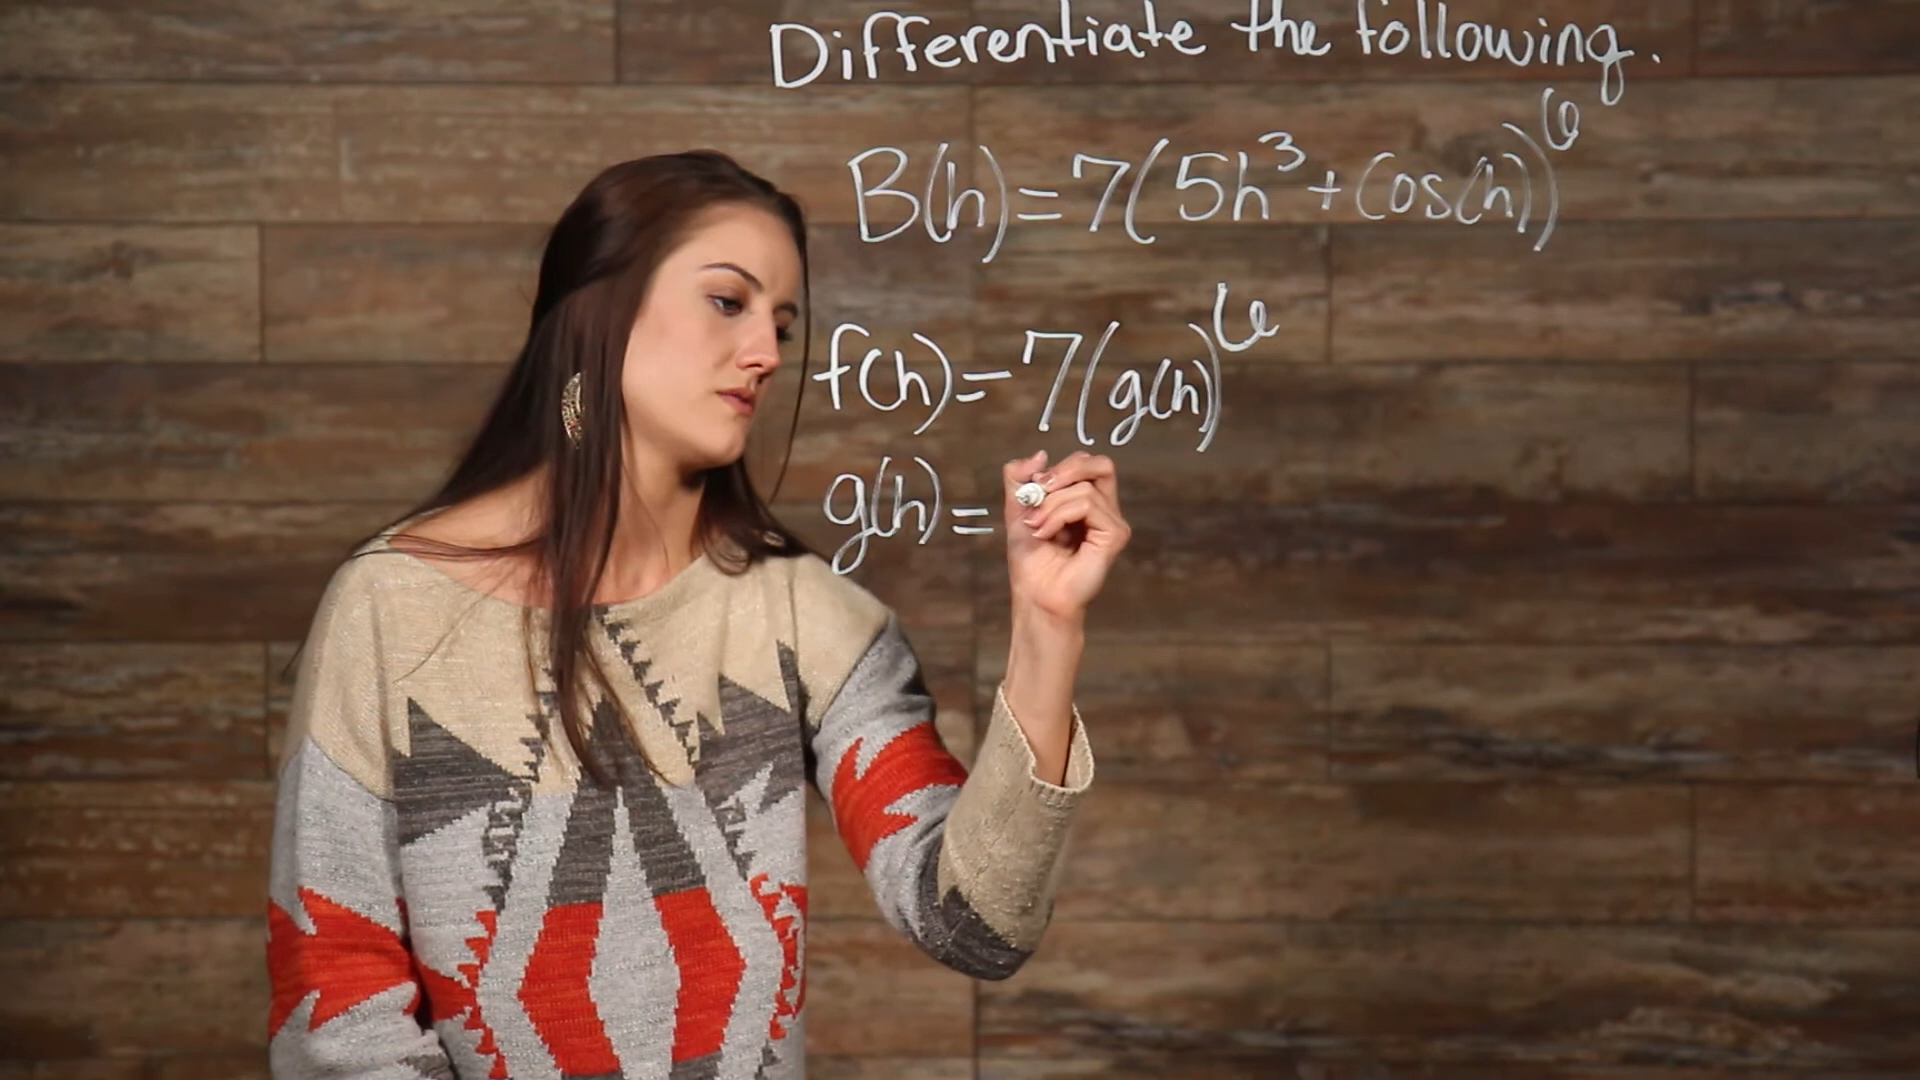 Differentiate the following.
B(h)=7(5h³+cos(h))⁶
f(h)=7(g(h))⁶
g(h)=